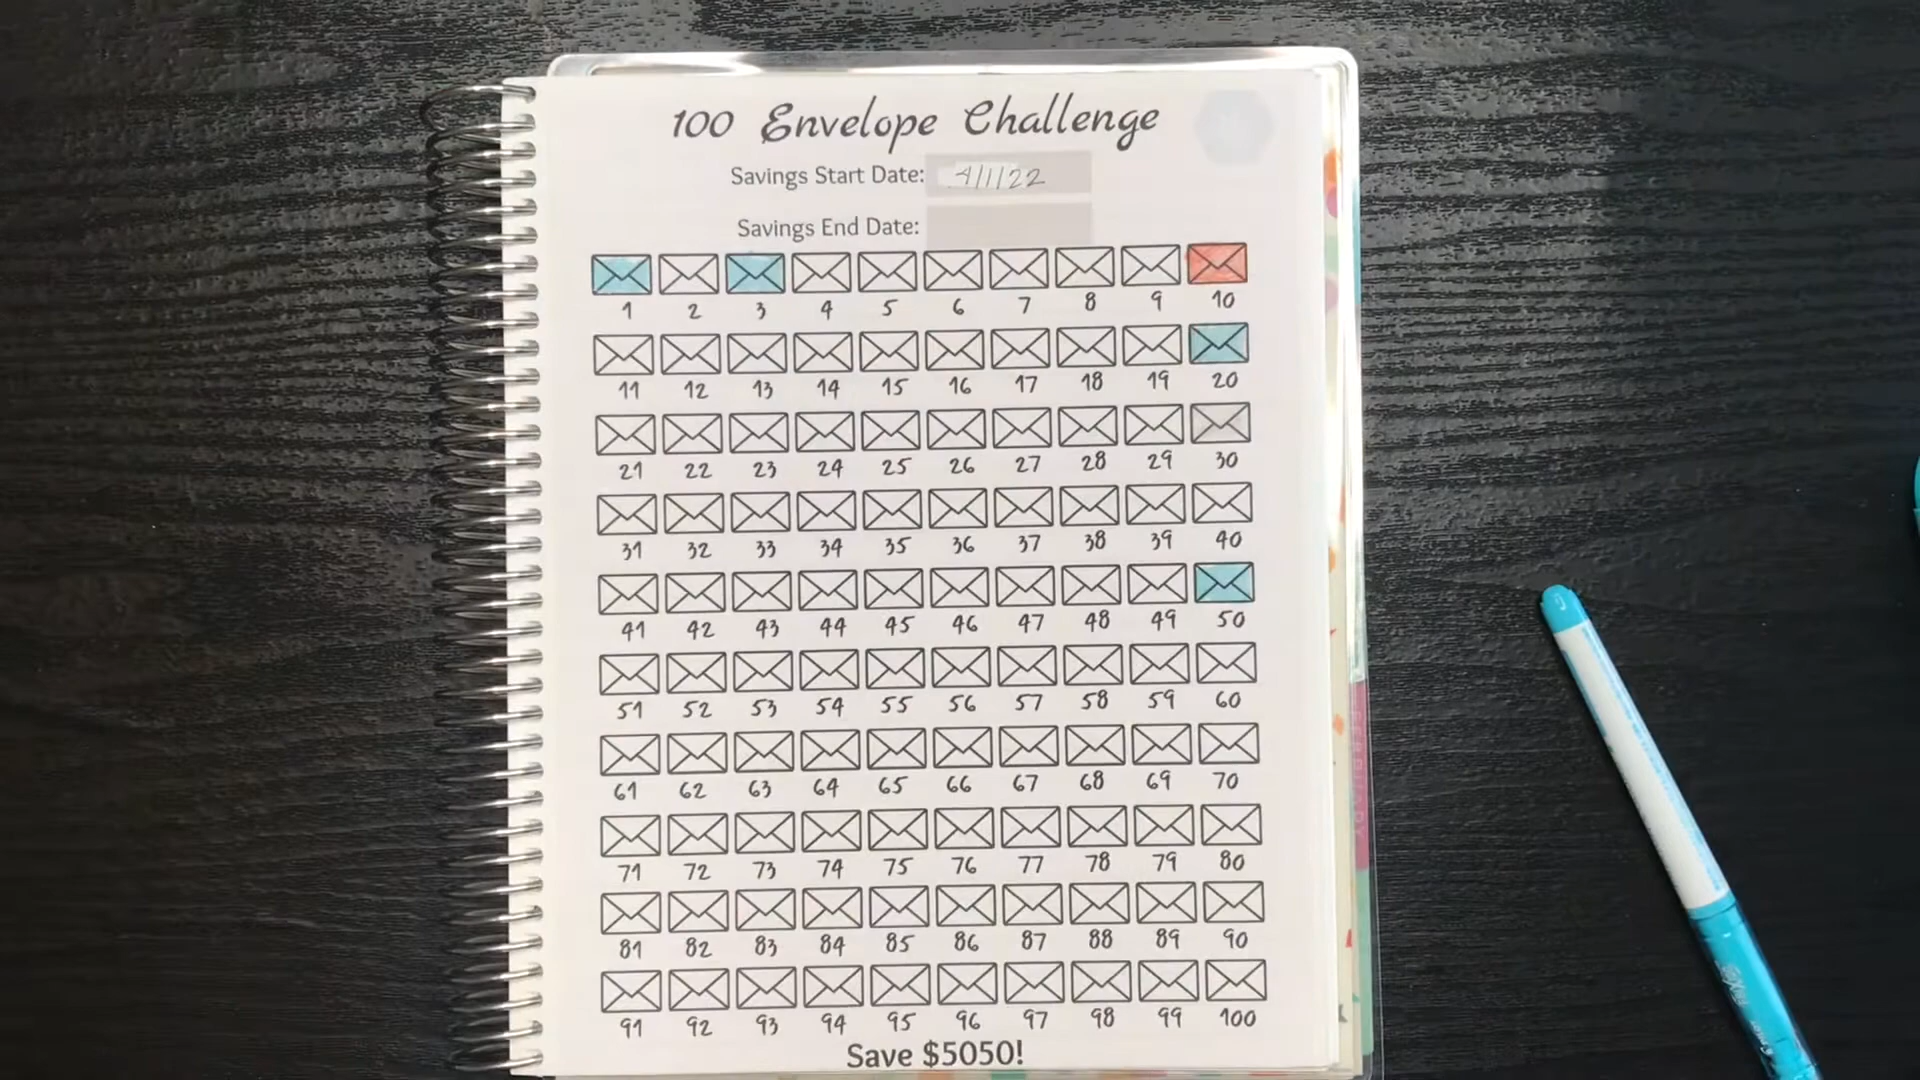 100 Envelope Challenge
Savings Start Date: 4/1/22
Savings End Date:
1 2 3 4 5 6 7 8 9 10
11 12 13 14 15 16 17 18 19 20
21 22 23 24 25 26 27 28 29 30
31 32 33 34 35 36 37 38 39 40
41 42 43 44 45 46 47 48 49 50
51 52 53 54 55 56 57 58 59 60
61 62 63 64 65 66 67 68 69 70
71 72 73 74 75 76 77 78 79 80
81 82 83 84 85 86 87 88 89 90
91 92 93 94 95 96 97 98 99 100
Save $5050!